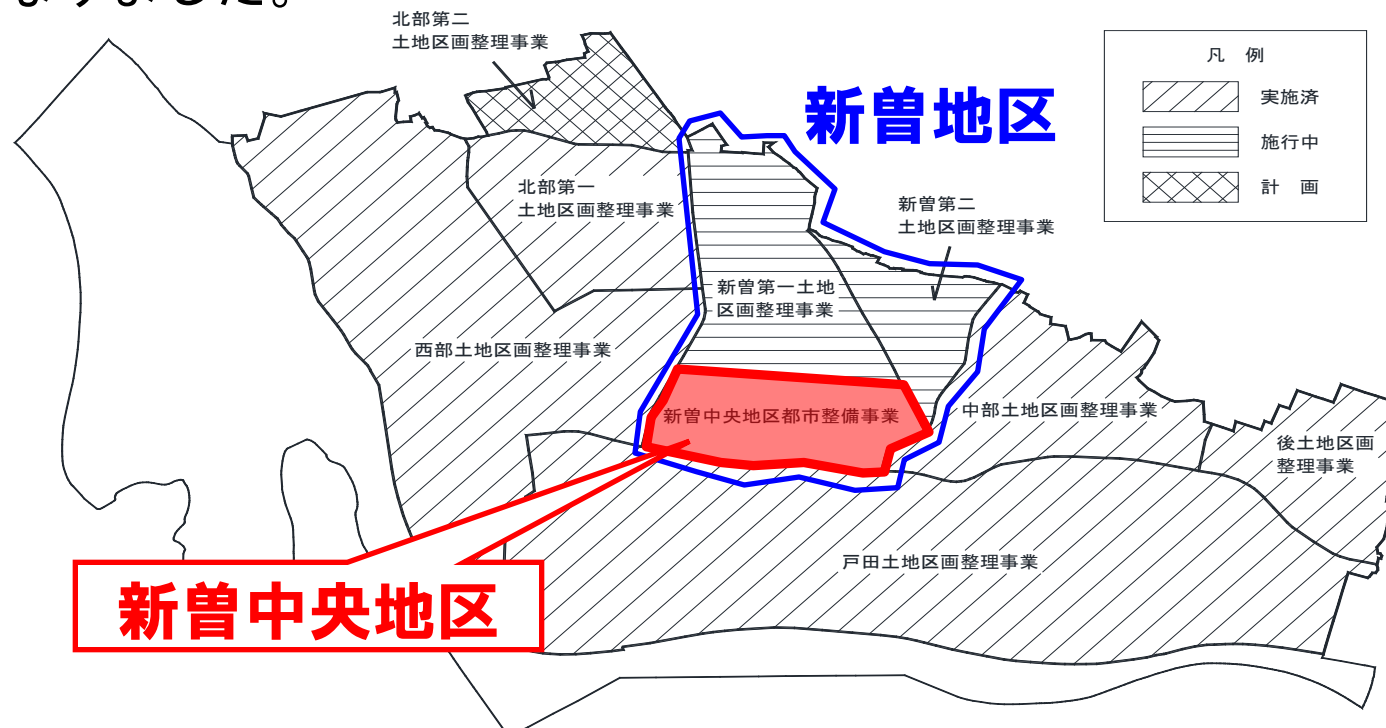 なりました。
北部第二
土地区画整理事業
新曽地区
凡　例
実施済
施行中
計　画
北部第一
土地区画整理事業
新曽第二
土地区画整理事業
新曽第一土地
区画整理事業
西部土地区画整理事業
新曽中央地区都市整備事業
中部土地区画整理事業
後土地区画
整理事業
戸田土地区画整理事業
新曽中央地区